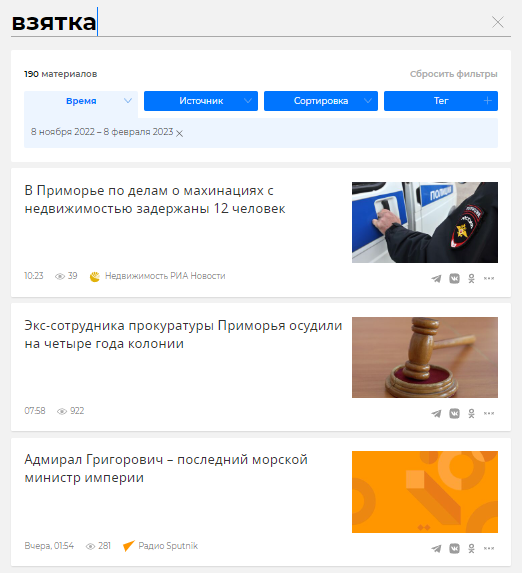 взятка
190 материалов
Сбросить фильтры
Время
Источник
Сортировка
Тег
8 ноября 2022 – 8 февраля 2023
В Приморье по делам о махинациях с
недвижимостью задержаны 12 человек
10:23 39 Недвижимость РИА Новости
Экс-сотрудника прокуратуры Приморья осудили
на четыре года колонии
07:58 922
Адмирал Григорович – последний морской
министр империи
Вчера, 01:54 281 Радио Sputnik